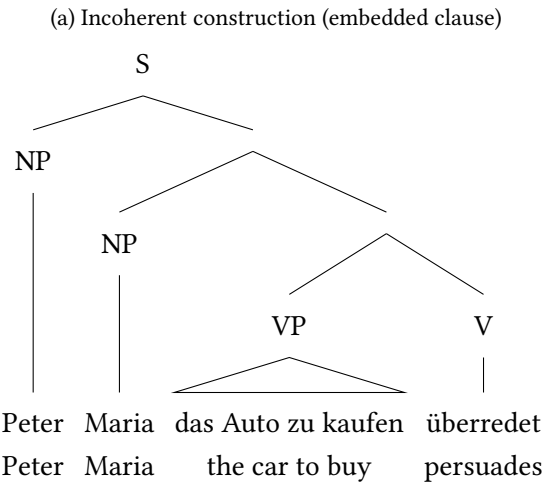 (a) Incoherent construction (embedded clause)
S
NP
NP
VP V
Peter Maria das Auto zu kaufen überredet
Peter Maria the car to buy persuades